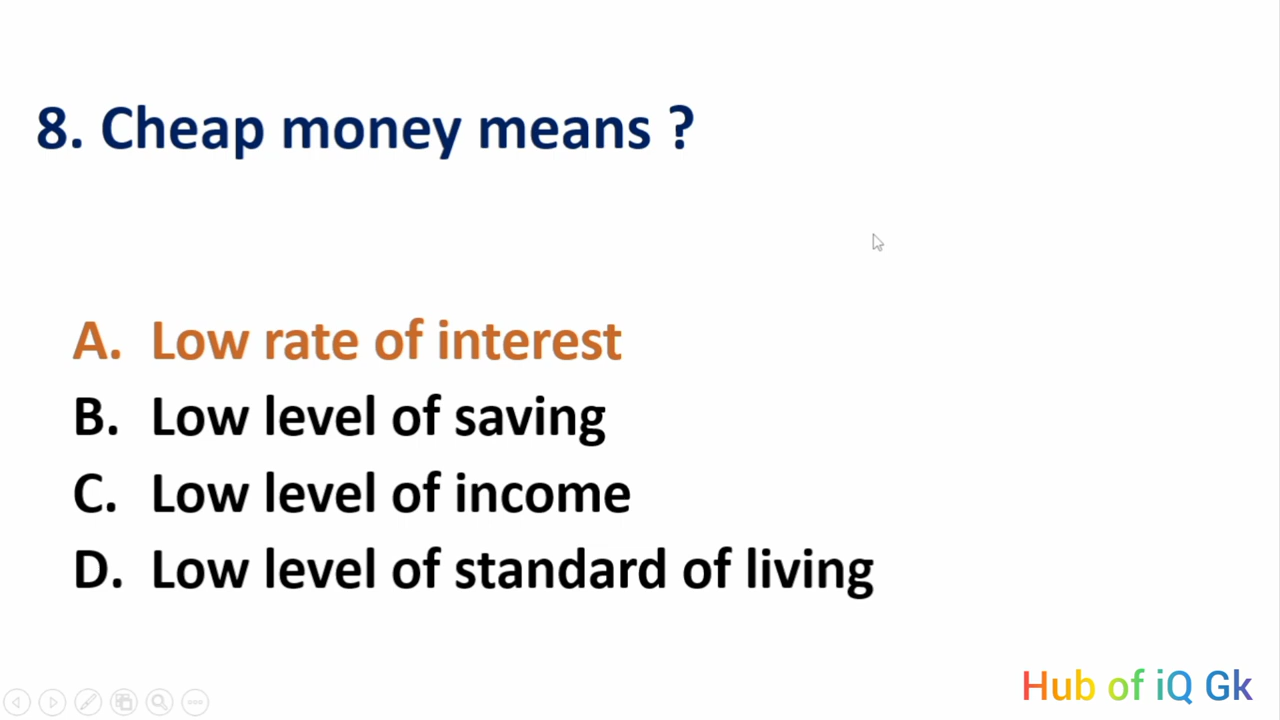 8. Cheap money means ?
A. Low rate of interest
B. Low level of saving
C. Low level of income
D. Low level of standard of living
Hub of iQ Gk